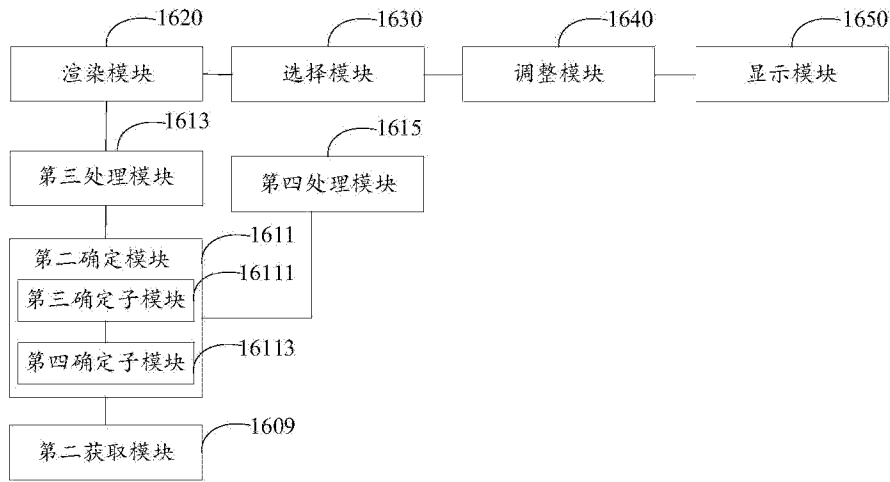 1620
1630
1640
1650
渲染模块
选择模块
调整模块
显示模块
1613
1615
第三处理模块
第四处理模块
1611
第二确定模块
16111
第三确定子模块
16113
第四确定子模块
1609
第二获取模块